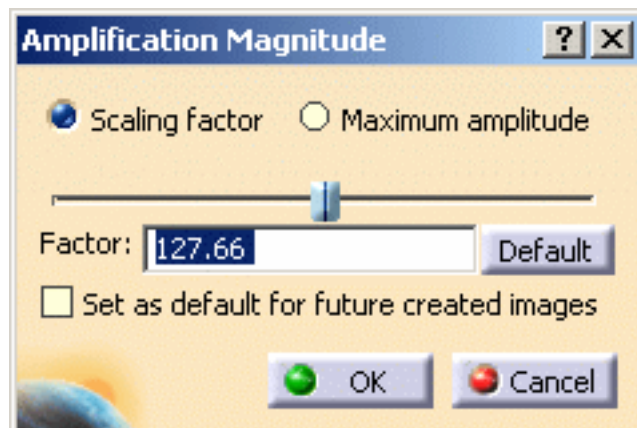 Amplification Magnitude
Scaling factor Maximum amplitude
Factor: 127.66 Default
Set as default for future created images
OK Cancel